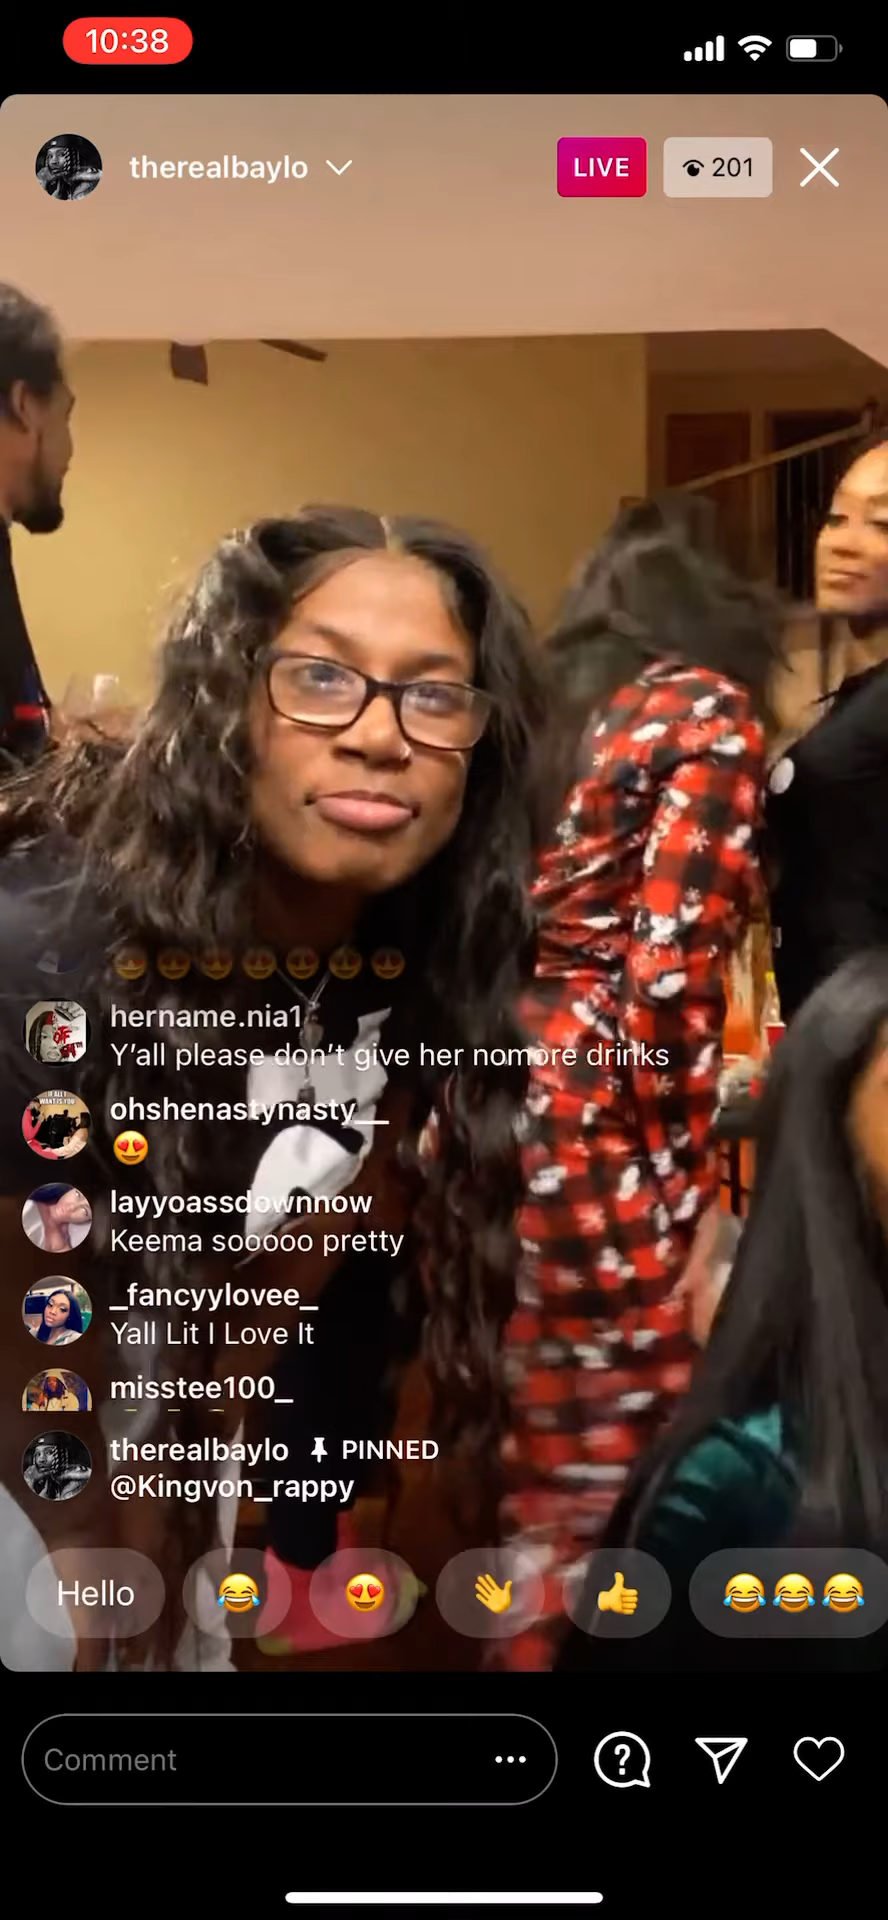 10:38
therealbaylo
LIVE
201
hername.nia1
Y'all please don't give her nomore drinks
ohshenastynasty__
layyoassdownnow
Keema sooooo pretty
_fancyylovee_
Yall Lit I Love It
misstee100_
therealbaylo PINNED
@Kingvon_rappy
Hello
Comment